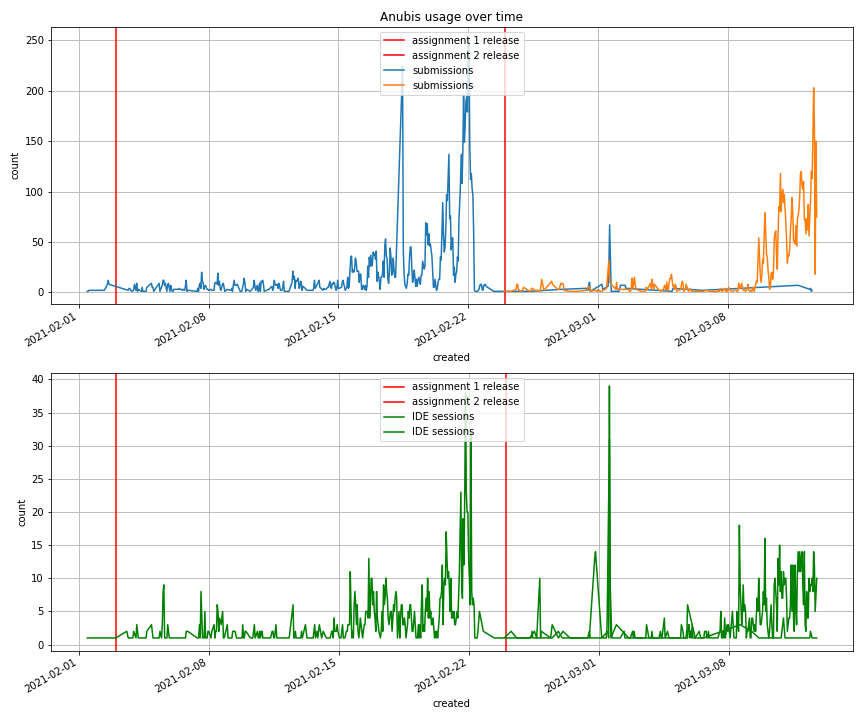 Anubis usage over time
assignment 1 release
assignment 2 release
submissions
submissions
count
250
200
150
100
50
0
2021-02-01
2021-02-08
2021-02-15
2021-02-22
2021-03-01
2021-03-08
created
assignment 1 release
assignment 2 release
IDE sessions
IDE sessions
count
40
35
30
25
20
15
10
5
0
2021-02-01
2021-02-08
2021-02-15
2021-02-22
2021-03-01
2021-03-08
created